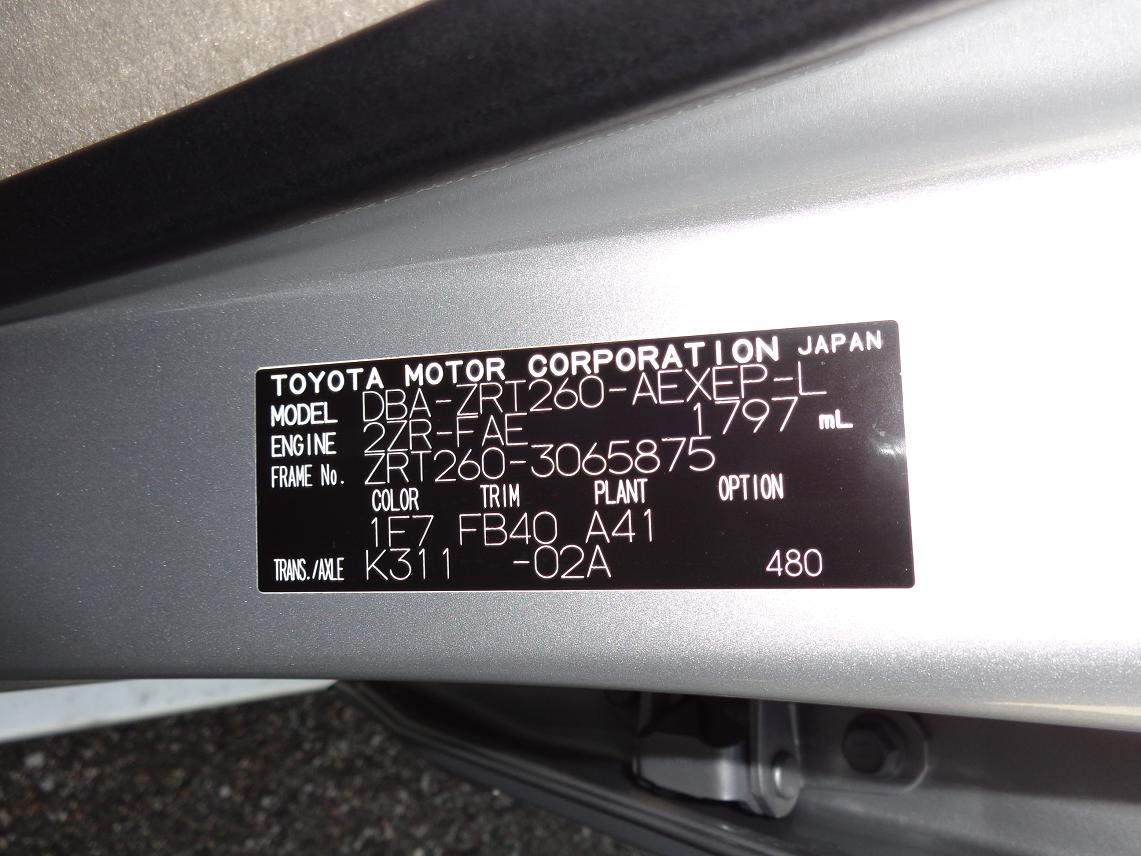 TOYOTA MOTOR CORPORATION JAPAN
MODEL DBA-ZRT260-AEXEP-L
ENGINE 2ZR-FAE 1797 mL
FRAME No. ZRT260-3065875
COLOR TRIM PLANT OPTION
1F7 FB40 A41
TRANS./AXLE K311 -02A 480